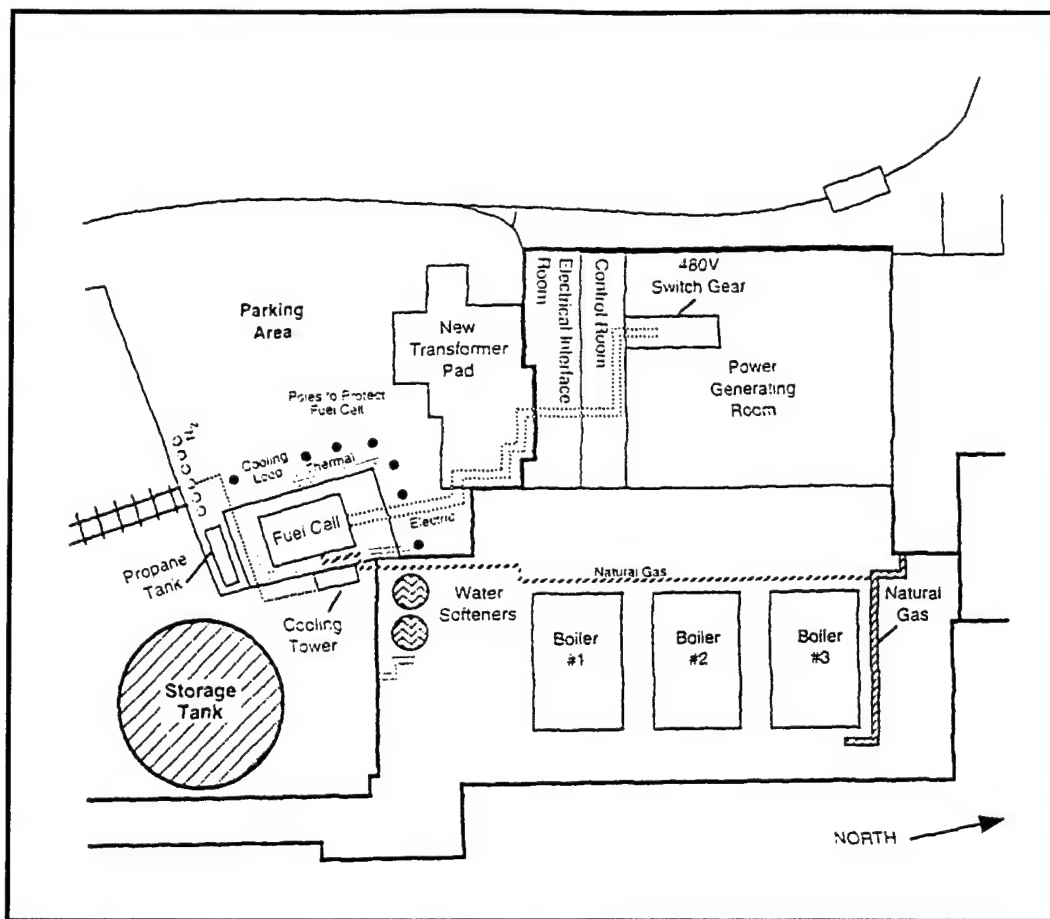 480V
Switch Gear
Electrical Interface
Room
Control Room
Parking
Area
New
Transformer
Pad
Power
Generating
Room
Poles to Protect
Fuel Cell
N2
Cooling
Loop
Thermal
Fuel Cell
Electric
Propane
Tank
Natural Gas
Natural
Gas
Water
Softeners
Cooling
Tower
Boiler
#1
Boiler
#2
Boiler
#3
Storage
Tank
NORTH